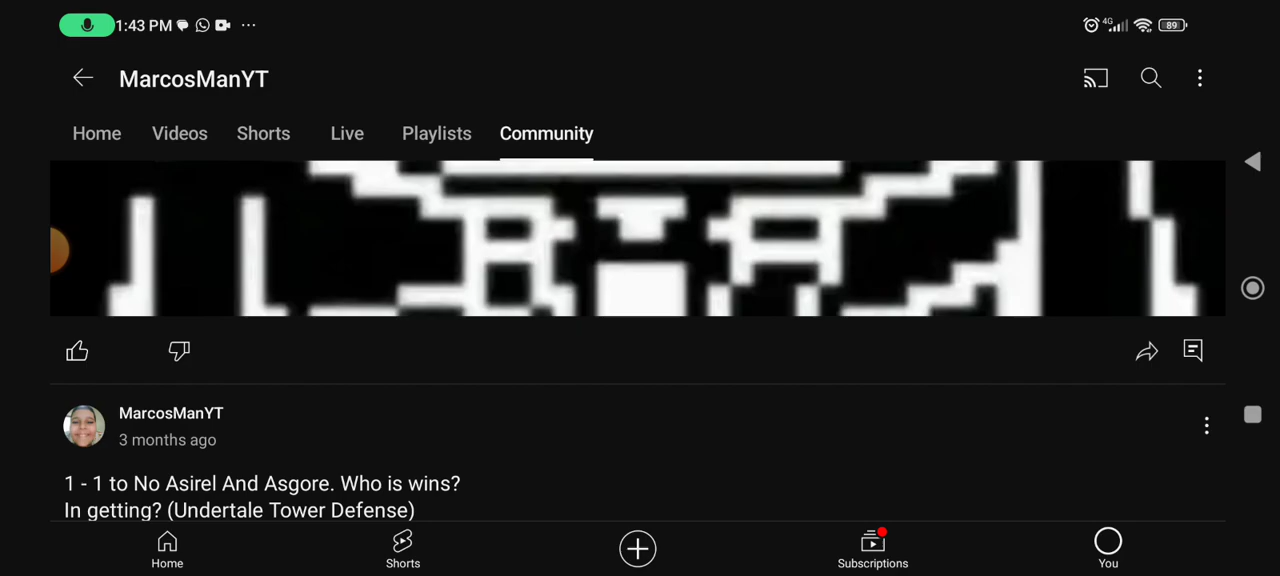 1:43 PM
4G
89
MarcosManYT
Home Videos Shorts Live Playlists Community
MarcosManYT
3 months ago
1 - 1 to No Asirel And Asgore. Who is wins?
In getting? (Undertale Tower Defense)
Home Shorts Subscriptions You